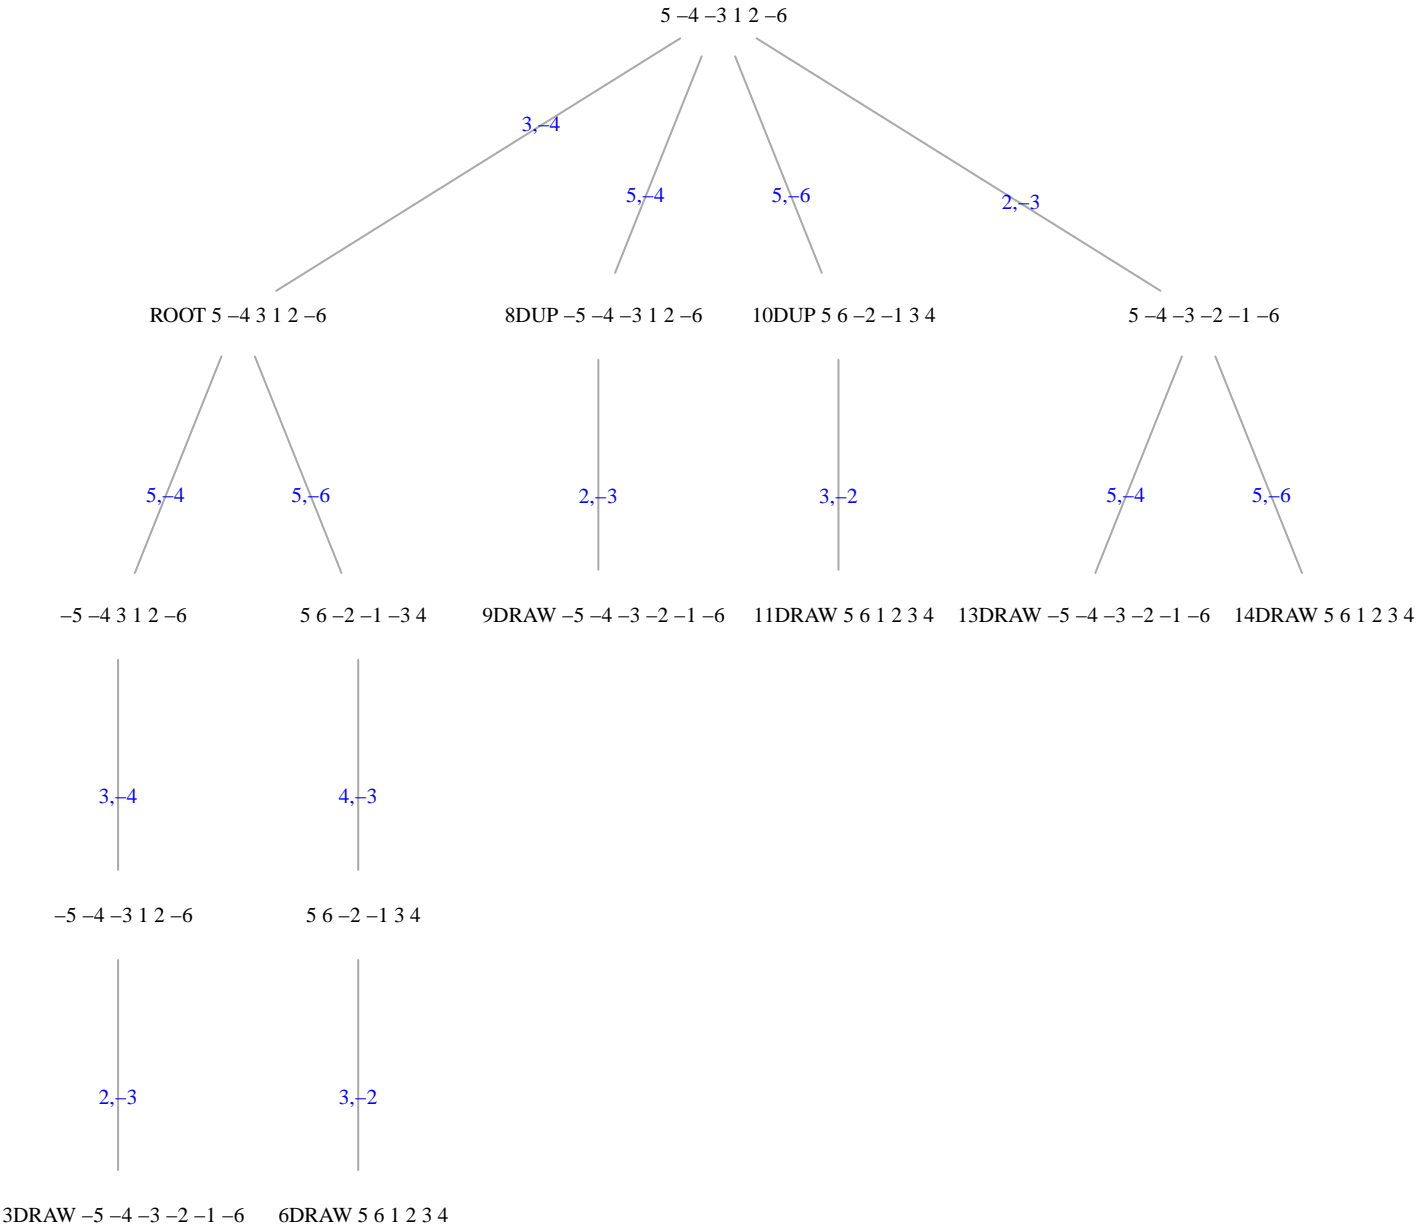 5 –4 –3 1 2 –6
3,–4
5,–4
5,–6
2,–3
ROOT 5 –4 3 1 2 –6
8DUP –5 –4 –3 1 2 –6
10DUP 5 6 –2 –1 3 4
5 –4 –3 –2 –1 –6
5,–4
5,–6
2,–3
3,–2
5,–4
5,–6
–5 –4 3 1 2 –6
5 6 –2 –1 –3 4
9DRAW –5 –4 –3 –2 –1 –6
11DRAW 5 6 1 2 3 4
13DRAW –5 –4 –3 –2 –1 –6
14DRAW 5 6 1 2 3 4
3,–4
4,–3
–5 –4 –3 1 2 –6
5 6 –2 –1 3 4
2,–3
3,–2
3DRAW –5 –4 –3 –2 –1 –6
6DRAW 5 6 1 2 3 4